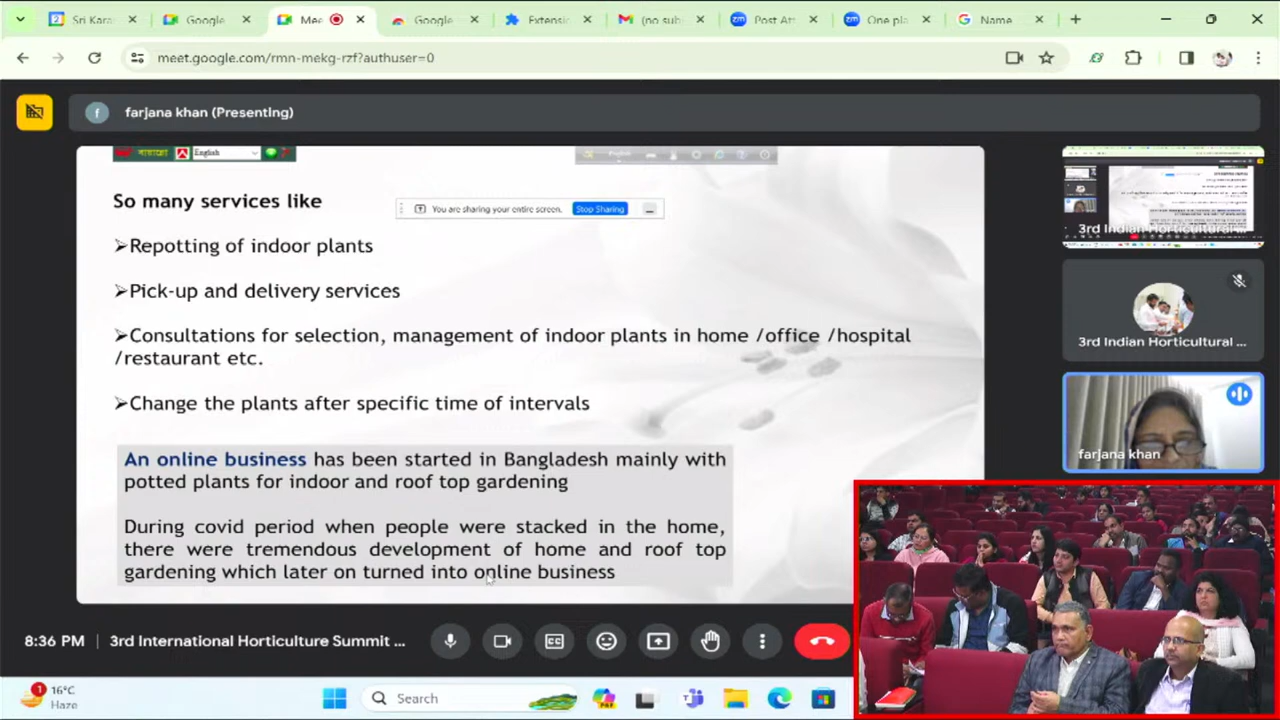 Sri Kara
Google
Mee
Google
Extensi
(no sub
Post Att
One pla
Name
meet.google.com/rmn-mekg-rzf?authuser=0
f
farjana khan (Presenting)
English
So many services like
You are sharing your entire screen.
Stop Sharing
➢Repotting of indoor plants
➢Pick-up and delivery services
➢Consultations for selection, management of indoor plants in home /office /hospital
/restaurant etc.
➢Change the plants after specific time of intervals
An online business has been started in Bangladesh mainly with
potted plants for indoor and roof top gardening
During covid period when people were stacked in the home,
there were tremendous development of home and roof top
gardening which later on turned into online business
3rd Indian Horticultural ...
3rd Indian Horticultural ...
farjana khan
8:36 PM
3rd International Horticulture Summit ...
1
16°C
Haze
Search